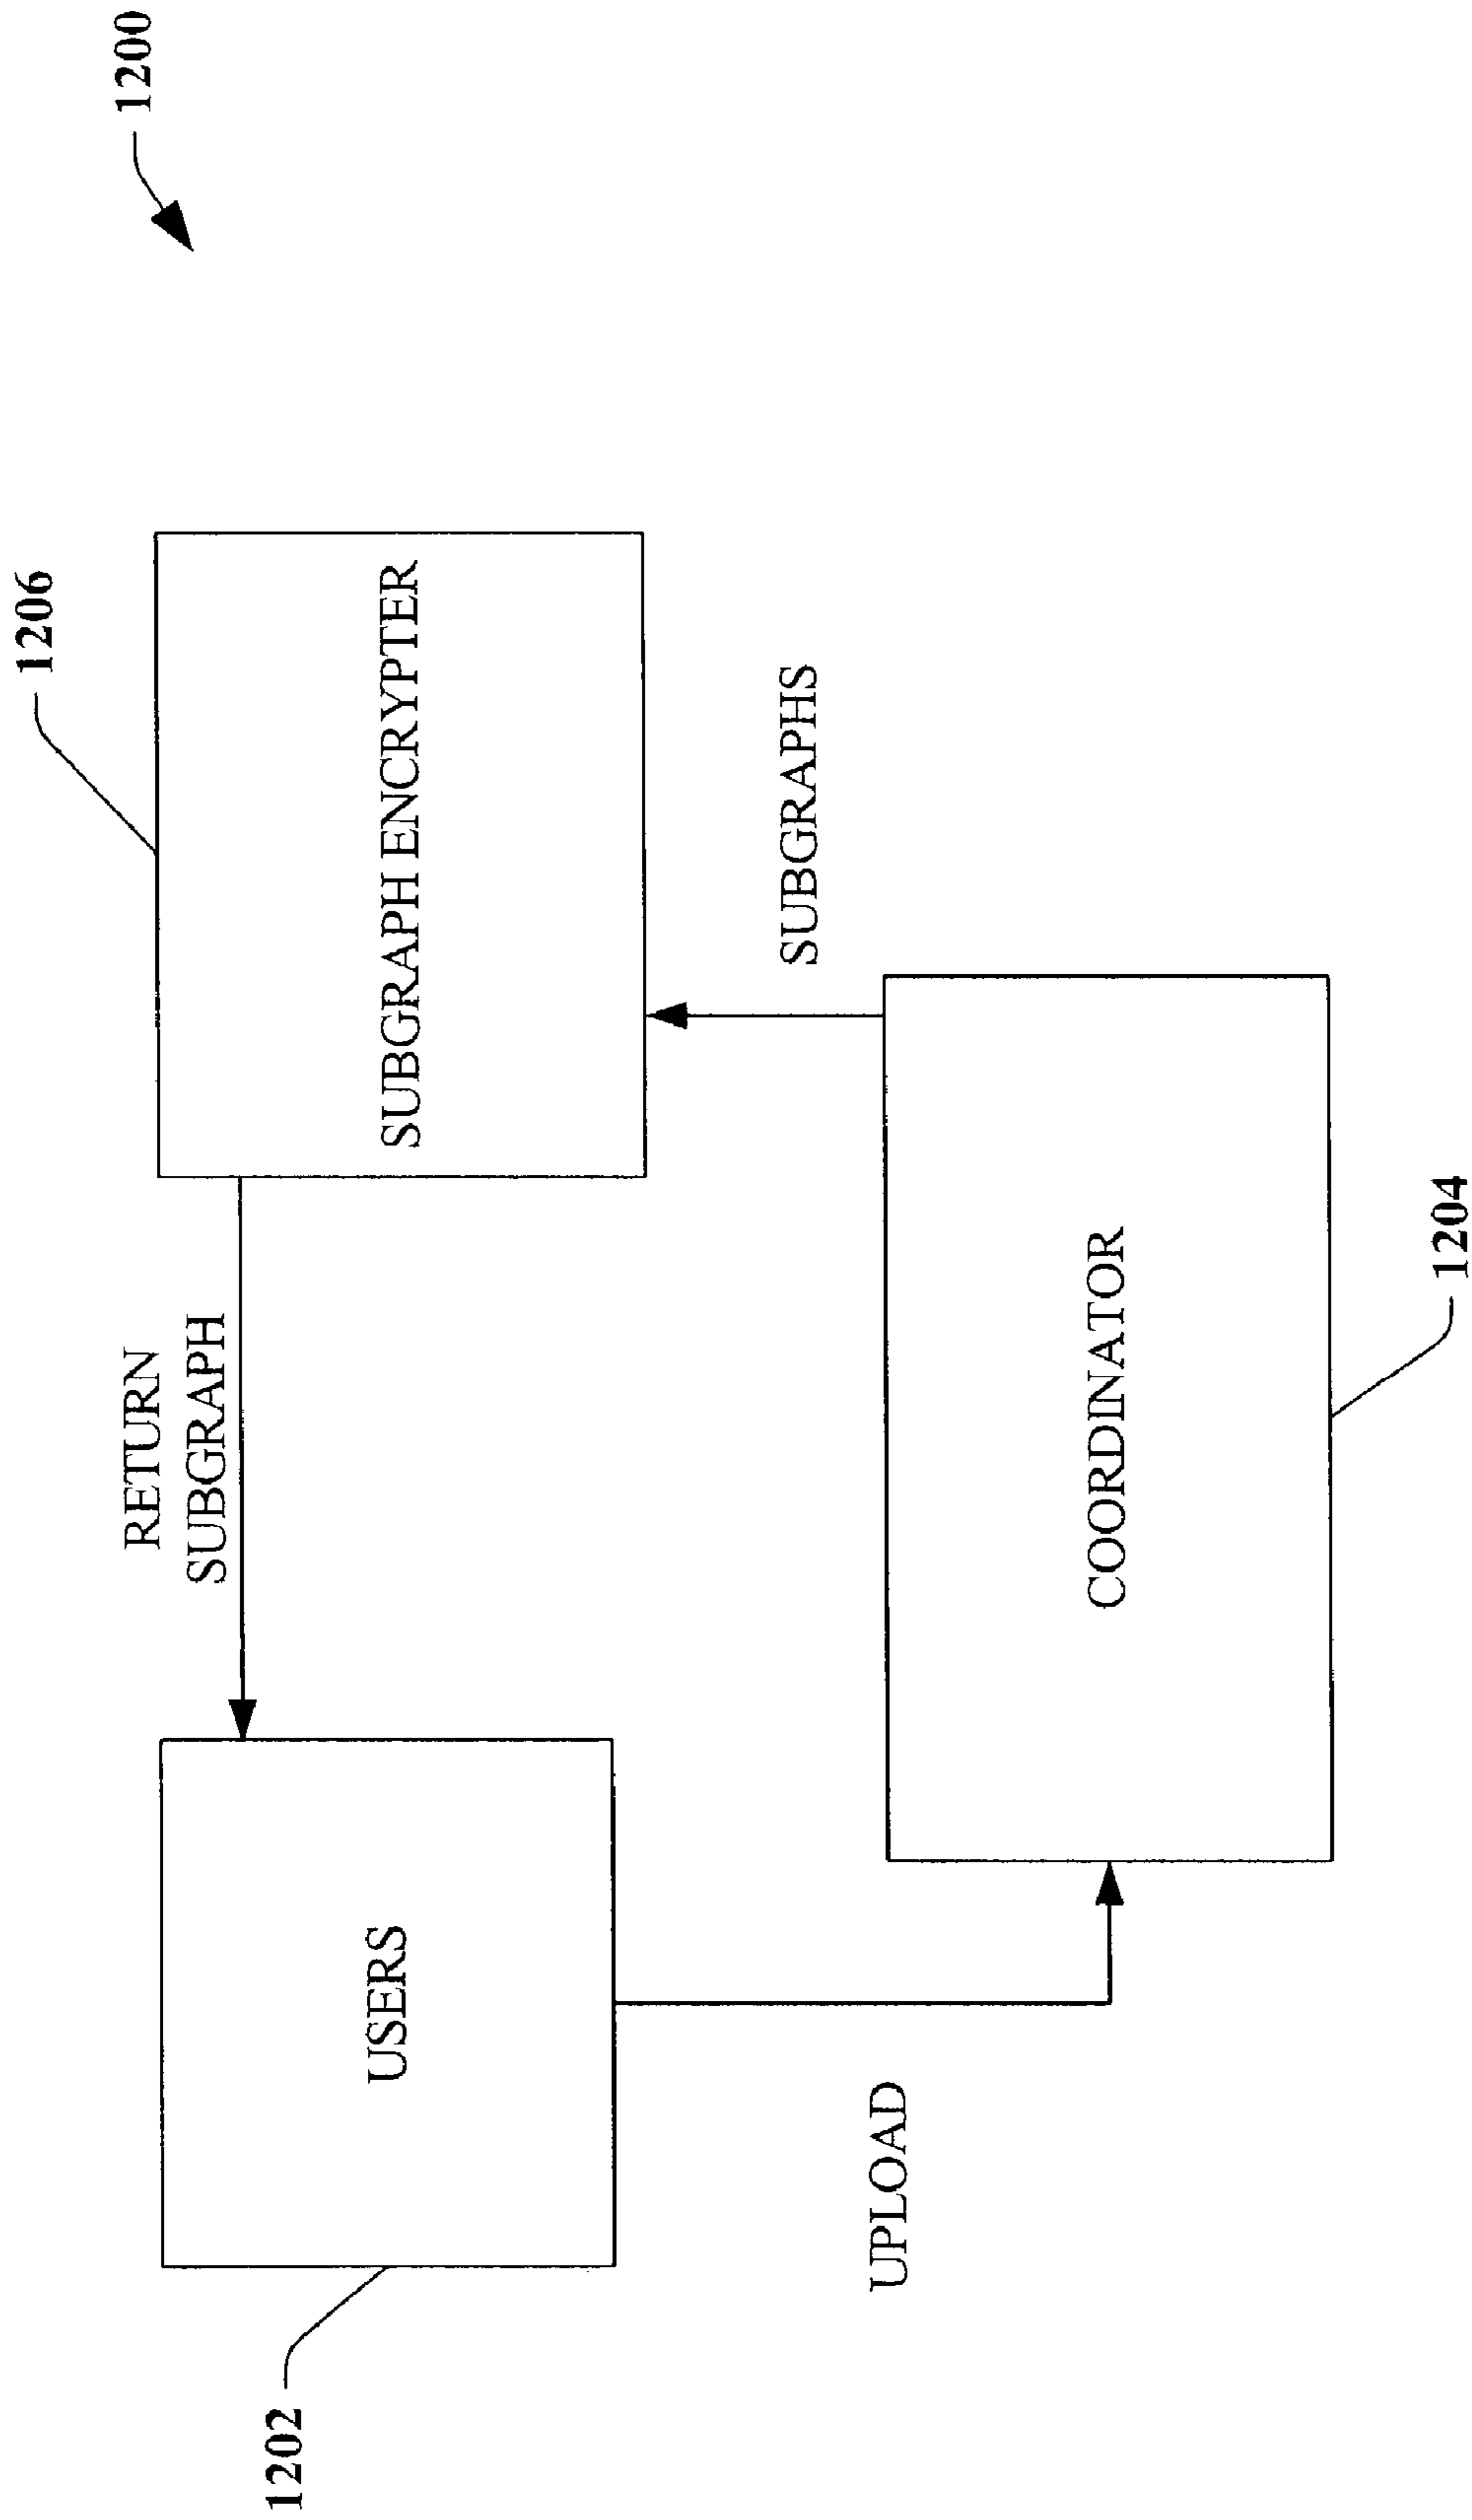 1200
1206
RETURN
SUBGRAPH
SUBGRAPH ENCRYPTER
USERS
SUBGRAPHS
1202
UPLOAD
COORDINATOR
1204